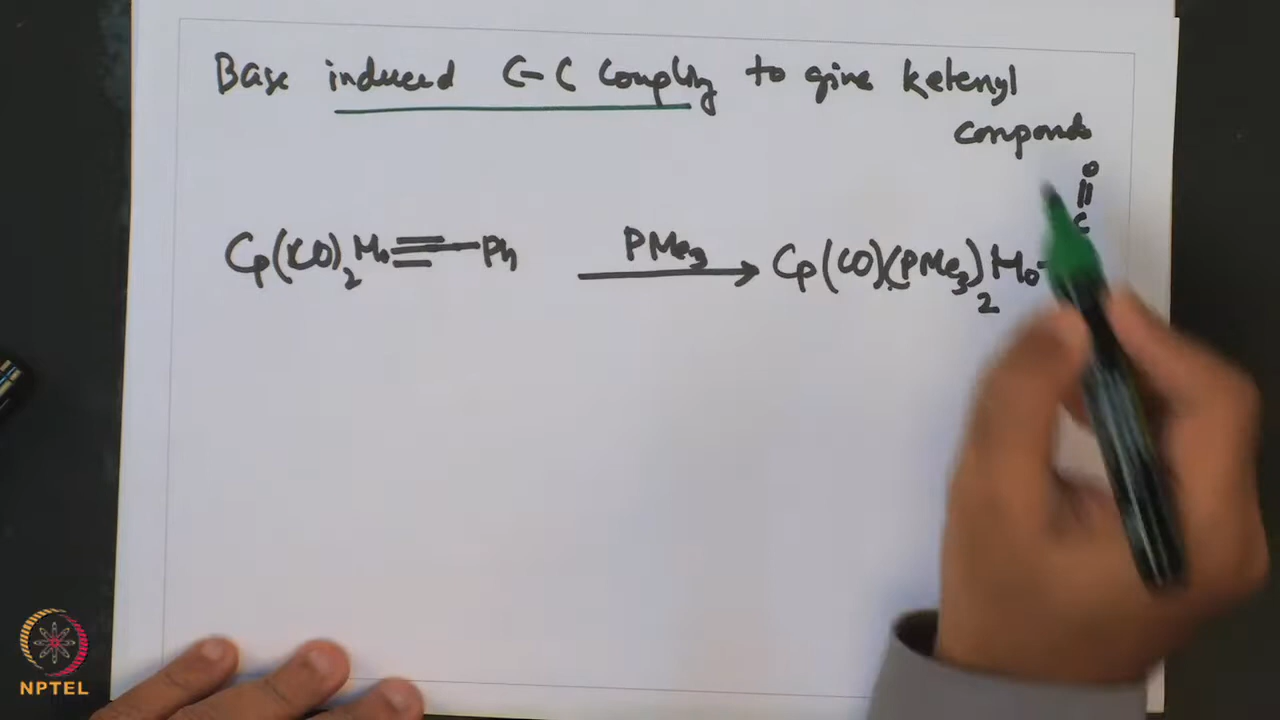 Base induced C-C Coupling to give ketenyl
compounds
O
||
C
Cp(CO)2Mo≡—Ph PMe3 → Cp(CO)(PMe3)2Mo-
NPTEL